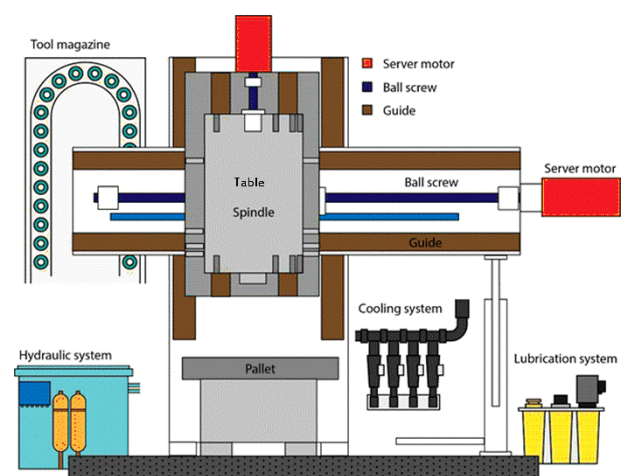 Tool magazine
Server motor
Ball screw
Guide
Table
Spindle
Ball screw
Server motor
Guide
Cooling system
Hydraulic system
Pallet
Lubrication system